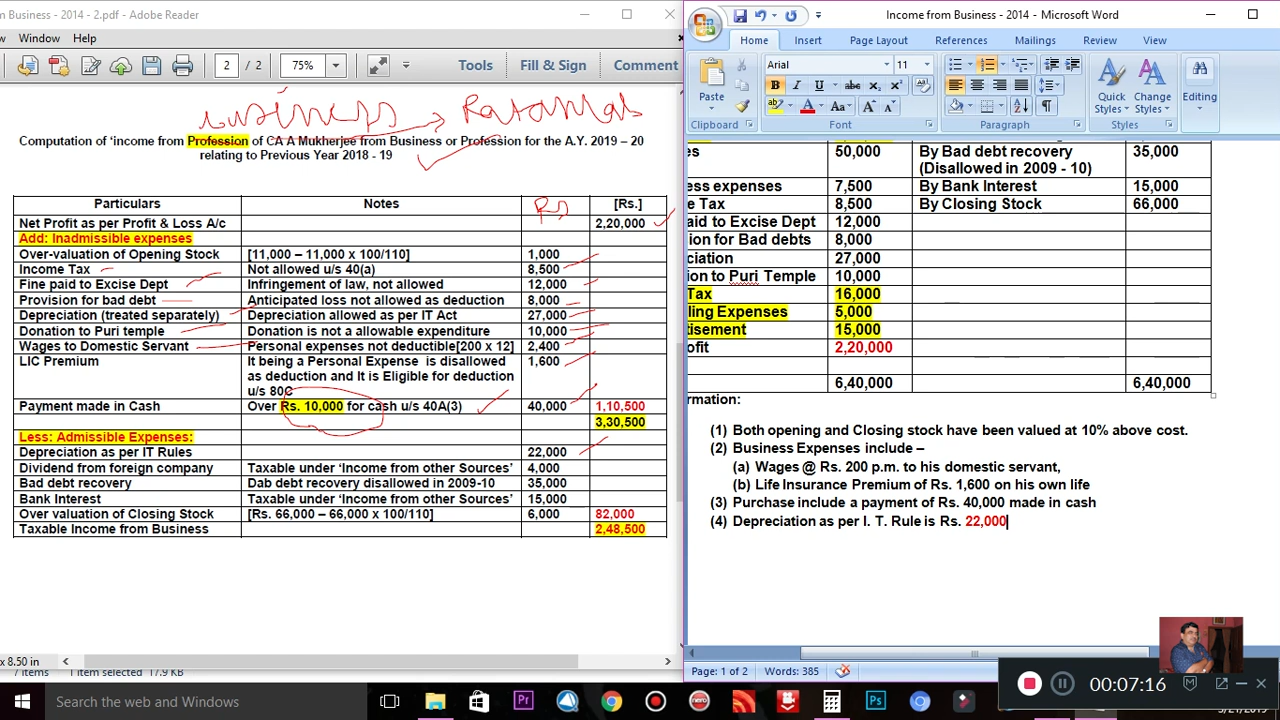 n from Business - 2014 - 2.pdf - Adobe Reader
Window Help
2 / 2 75% Tools Fill & Sign Comment
Business → Ratamal
Computation of 'income from Profession of CA A Mukherjee from Business or Profession for the A.Y. 2019 – 20
relating to Previous Year 2018 - 19
Particulars Notes Rs [Rs.]
Net Profit as per Profit & Loss A/c 2,20,000
Add: Inadmissible expenses
Over-valuation of Opening Stock [11,000 – 11,000 x 100/110] 1,000
Income Tax Not allowed u/s 40(a) 8,500
Fine paid to Excise Dept Infringement of law, not allowed 12,000
Provision for bad debt Anticipated loss not allowed as deduction 8,000
Depreciation (treated separately) Depreciation allowed as per IT Act 27,000
Donation to Puri temple Donation is not a allowable expenditure 10,000
Wages to Domestic Servant Personal expenses not deductible[200 x 12] 2,400
LIC Premium It being a Personal Expense is disallowed 1,600
as deduction and It is Eligible for deduction
u/s 80C
Payment made in Cash Over Rs. 10,000 for cash u/s 40A(3) 40,000 1,10,500
3,30,500
Less: Admissible Expenses:
Depreciation as per IT Rules 22,000
Dividend from foreign company Taxable under 'Income from other Sources' 4,000
Bad debt recovery Dab debt recovery disallowed in 2009-10 35,000
Bank Interest Taxable under 'Income from other Sources' 15,000
Over valuation of Closing Stock [Rs. 66,000 – 66,000 x 100/110] 6,000 82,000
Taxable Income from Business 2,48,500
x 8.50 in
7 items 1 item selected 17.9 KB
Income from Business - 2014 - Microsoft Word
Home Insert Page Layout References Mailings Review View
Arial 11
Paste B I U abc x₂ x² Quick Styles Change Styles Editing
ab A Aa A A
Clipboard Font Paragraph Styles
es 50,000 By Bad debt recovery 35,000
(Disallowed in 2009 - 10)
ess expenses 7,500 By Bank Interest 15,000
e Tax 8,500 By Closing Stock 66,000
aid to Excise Dept 12,000
ion for Bad debts 8,000
ciation 27,000
ion to Puri Temple 10,000
Tax 16,000
ling Expenses 5,000
tisement 15,000
ofit 2,20,000
6,40,000 6,40,000
rmation:
(1) Both opening and Closing stock have been valued at 10% above cost.
(2) Business Expenses include –
(a) Wages @ Rs. 200 p.m. to his domestic servant,
(b) Life Insurance Premium of Rs. 1,600 on his own life
(3) Purchase include a payment of Rs. 40,000 made in cash
(4) Depreciation as per I. T. Rule is Rs. 22,000
Page: 1 of 2 Words: 385
00:07:16
Search the web and Windows